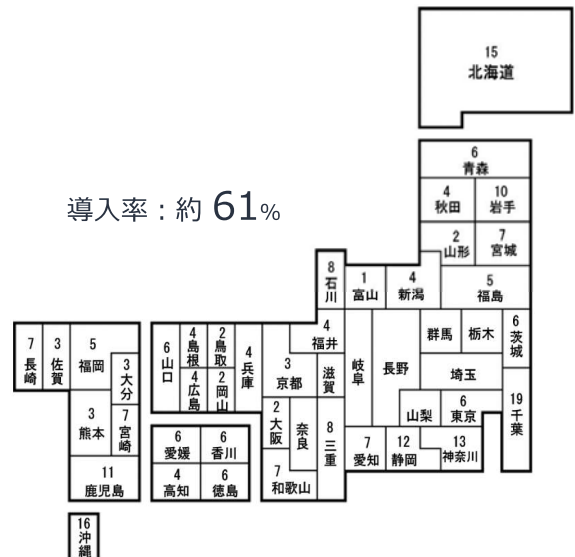 15
北海道
導入率：約 61%
6
青森
4
秋田
10
岩手
2
山形
7
宮城
8
石川
1
富山
4
新潟
5
福島
4
福井
群馬
栃木
6
茨城
7
長崎
3
佐賀
5
福岡
3
大分
6
山口
4
島根
2
鳥取
4
広島
2
岡山
4
兵庫
3
京都
滋賀
岐阜
長野
埼玉
山梨
6
東京
19
千葉
3
熊本
7
宮崎
2
大阪
奈良
8
三重
7
愛知
12
静岡
13
神奈川
6
愛媛
6
香川
4
高知
6
徳島
7
和歌山
11
鹿児島
16
沖縄